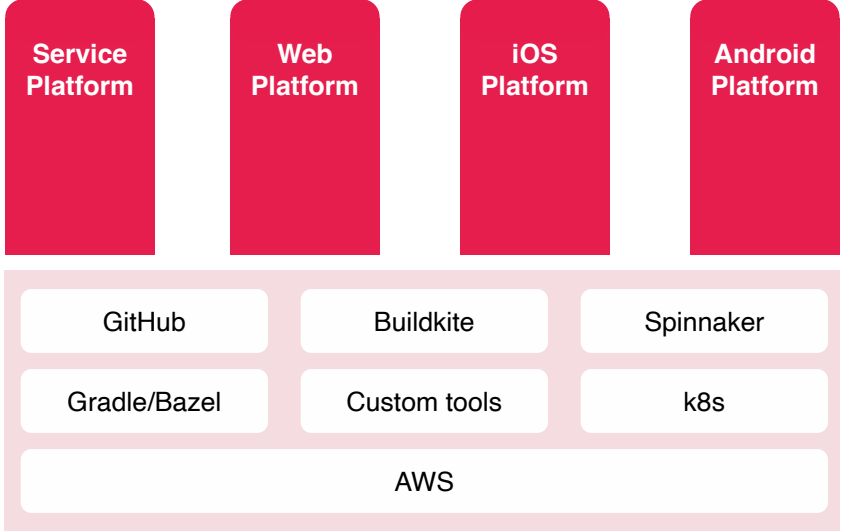 Service
Platform
Web
Platform
iOS
Platform
Android
Platform
GitHub
Buildkite
Spinnaker
Gradle/Bazel
Custom tools
k8s
AWS